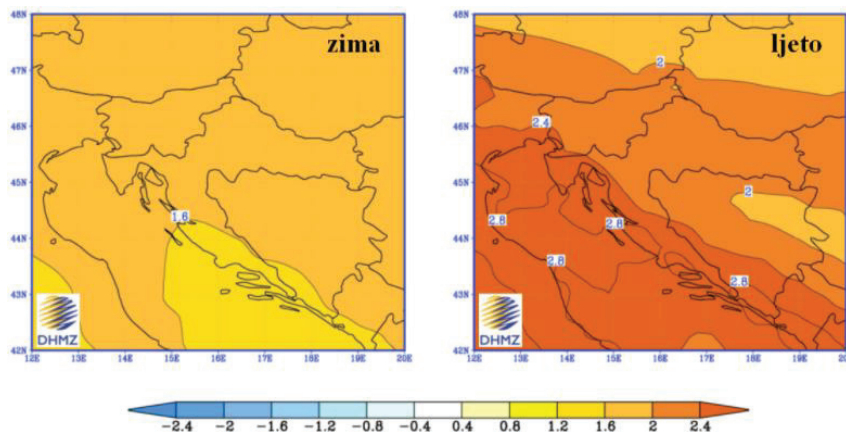 zima
ljeto
48N
47N
46N
45N
44N
43N
42N
12E 13E 14E 15E 16E 17E 18E 19E 20E
1.6
DHMZ
48N
47N
46N
45N
44N
43N
42N
12E 13E 14E 15E 16E 17E 18E 19E 20E
2
2.4
2
2.8
2.8
2.8
2.8
DHMZ
-2.4 -2 -1.6 -1.2 -0.8 -0.4 0.4 0.8 1.2 1.6 2 2.4